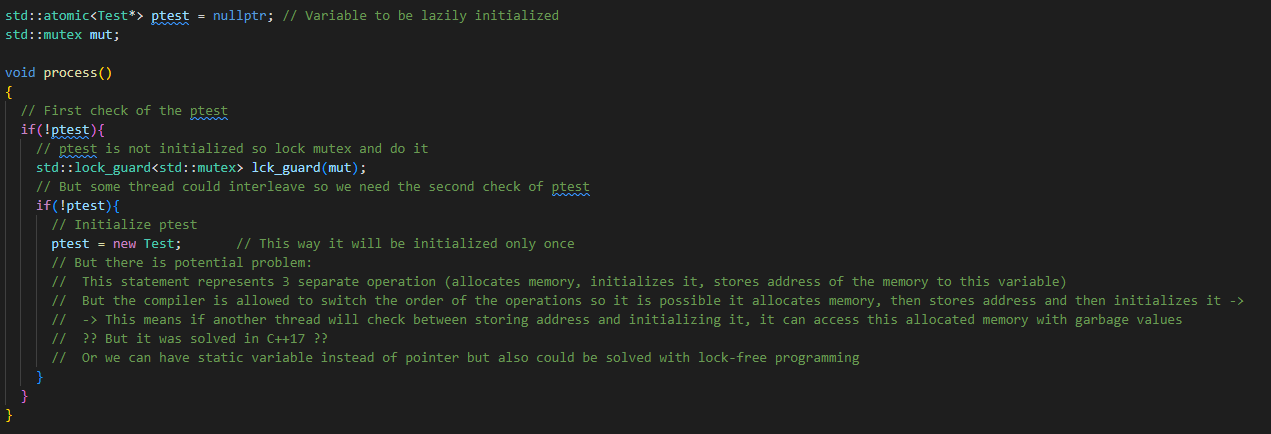 std::atomic<Test*> ptest = nullptr; // Variable to be lazily initialized
std::mutex mut;

void process()
{
  // First check of the ptest
  if(!ptest){
    // ptest is not initialized so lock mutex and do it
    std::lock_guard<std::mutex> lck_guard(mut);
    // But some thread could interleave so we need the second check of ptest
    if(!ptest){
      // Initialize ptest
      ptest = new Test;       // This way it will be initialized only once
      // But there is potential problem:
      //  This statement represents 3 separate operation (allocates memory, initializes it, stores address of the memory to this variable)
      //  But the compiler is allowed to switch the order of the operations so it is possible it allocates memory, then stores address and then initializes it ->
      //  -> This means if another thread will check between storing address and initializing it, it can access this allocated memory with garbage values
      //  ?? But it was solved in C++17 ??
      //  Or we can have static variable instead of pointer but also could be solved with lock-free programming
    }
  }
}